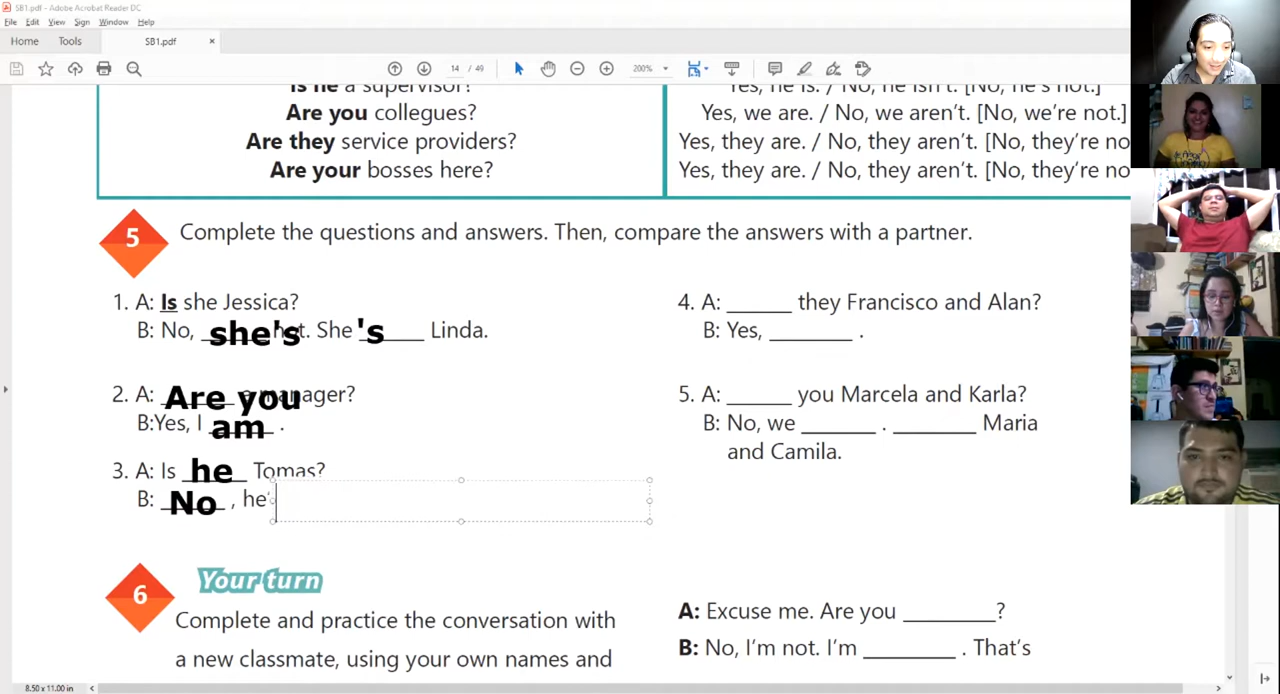 SB1.pdf - Adobe Acrobat Reader DC
File Edit View Sign Window Help
Home Tools SB1.pdf ×
14 / 49 200%
Is he a supervisor? Yes, he is. / No, he isn't. [No, he's not.]
Are you collegues? Yes, we are. / No, we aren't. [No, we're not.]
Are they service providers? Yes, they are. / No, they aren't. [No, they're no
Are your bosses here? Yes, they are. / No, they aren't. [No, they're no
5 Complete the questions and answers. Then, compare the answers with a partner.
1. A: Is she Jessica?
B: No, she's not. She 's Linda.
2. A: Are you a manager?
B:Yes, I am .
3. A: Is he Tomas?
B: No , he'
4. A: ______ they Francisco and Alan?
B: Yes, ________ .
5. A: ______ you Marcela and Karla?
B: No, we _______ . ________ Maria
and Camila.
6 Your turn
Complete and practice the conversation with
a new classmate, using your own names and
A: Excuse me. Are you _________?
B: No, I'm not. I'm _________ . That's
8.50 x 11.00 in